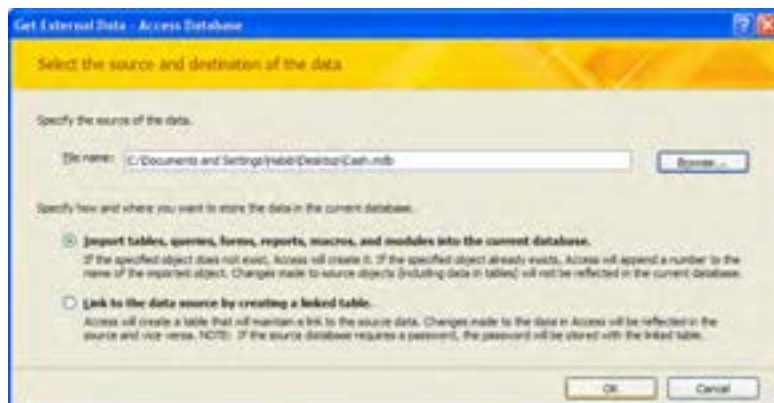 Get External Data - Access Database
Select the source and destination of the data
Specify the source of the data.
File name: C:\Documents and Settings\Habib\Desktop\Cash.mdb
Browse...
Specify how and where you want to store the data in the current database.
Import tables, queries, forms, reports, macros, and modules into the current database.
If the specified object does not exist, Access will create it. If the specified object already exists, Access will append a number to the
name of the imported object. Changes made to source objects (including data in tables) will not be reflected in the current database.
Link to the data source by creating a linked table.
Access will create a table that will maintain a link to the source data. Changes made to the data in Access will be reflected in the
source and vice versa. NOTE: If the source database requires a password, the password will be stored with the linked table.
OK
Cancel